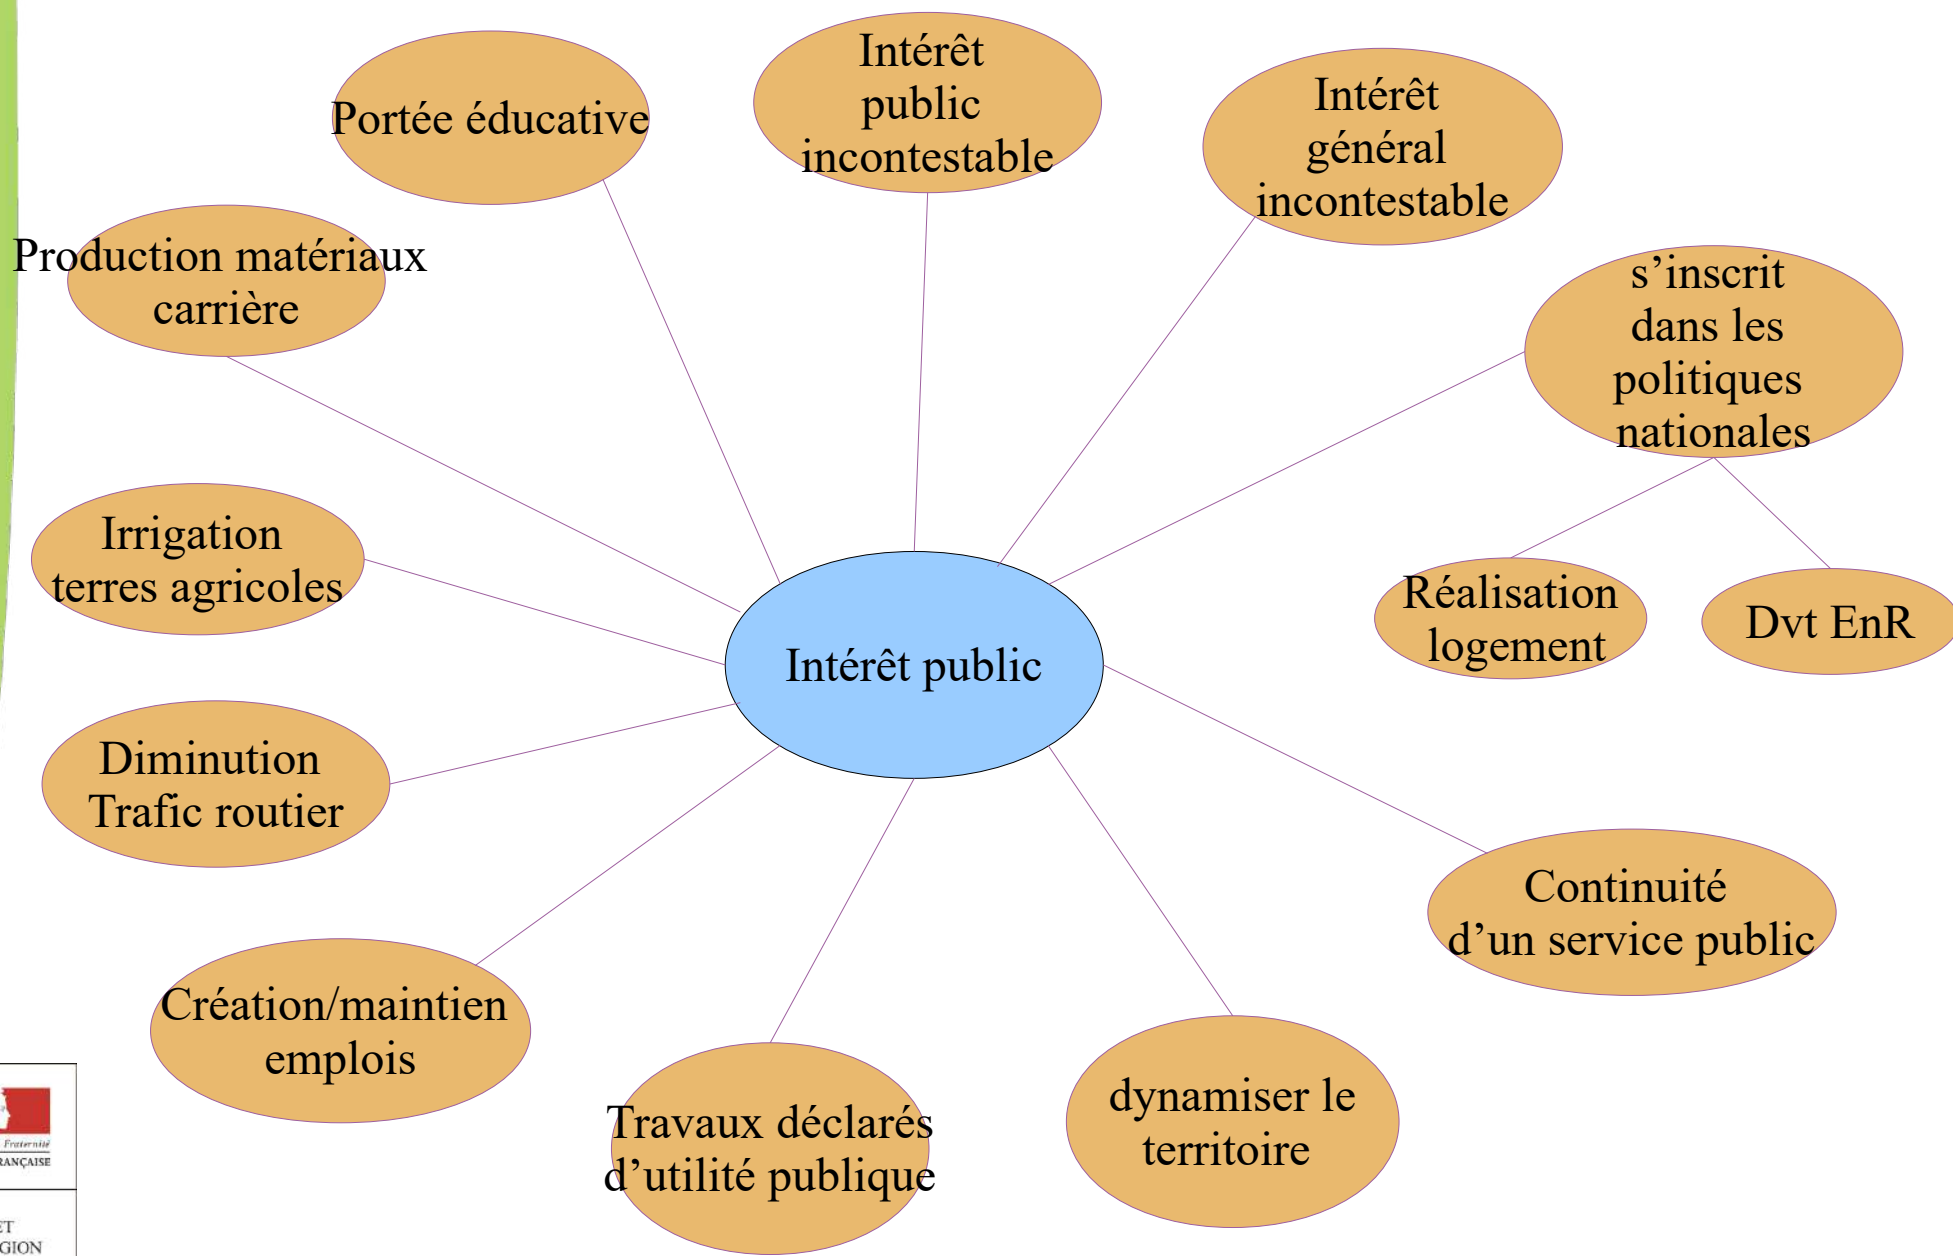 Portée éducative
Intérêt
public
incontestable
Intérêt
général
incontestable
Production matériaux
carrière
s’inscrit
dans les
politiques
nationales
Irrigation
terres agricoles
Réalisation
logement
Dvt EnR
Intérêt public
Diminution
Trafic routier
Continuité
d’un service public
Création/maintien
emplois
Travaux déclarés
d’utilité publique
dynamiser le
territoire
Fraternité